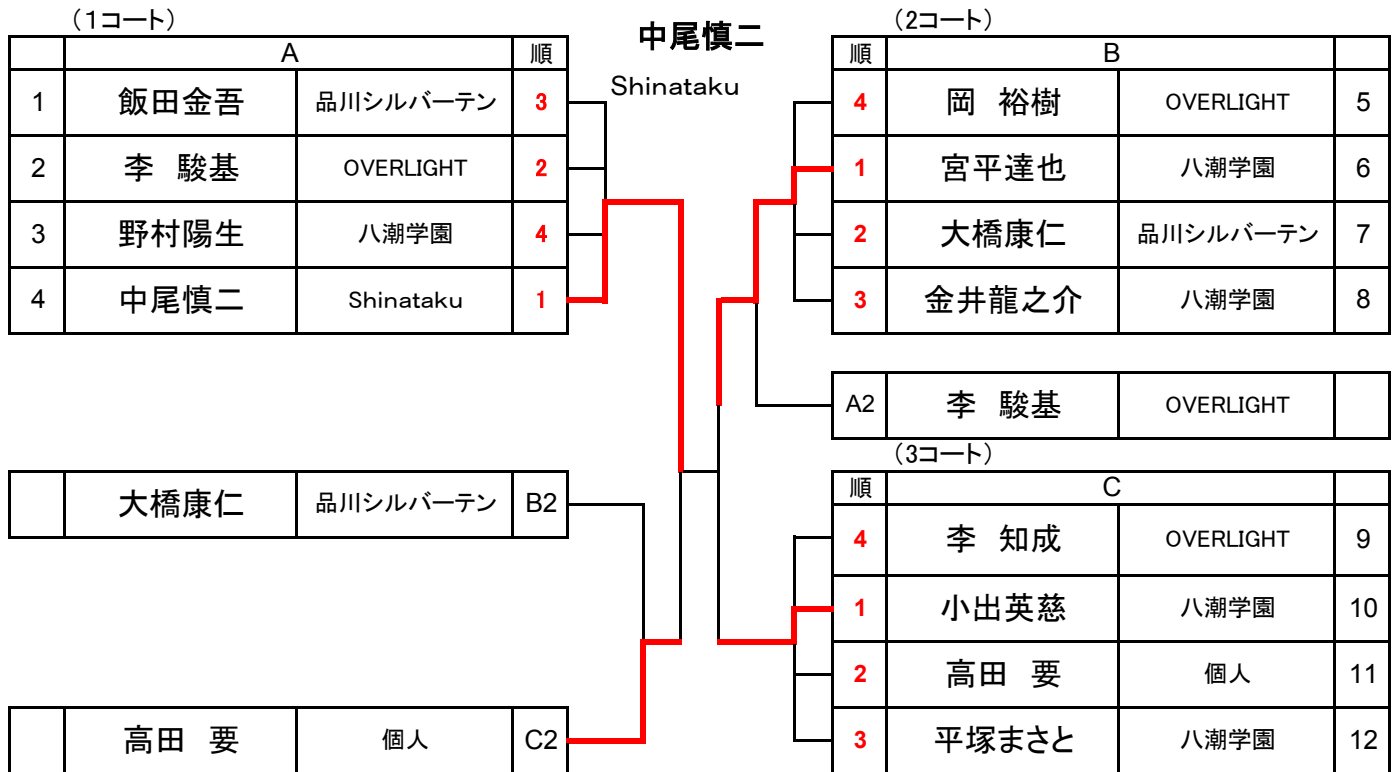 （1コート）
中尾慎二
（2コート）
A 順
順 B
1 飯田金吾 品川シルバーテン 3
Shinataku
4 岡 裕樹 OVERLIGHT 5
2 李 駿基 OVERLIGHT 2
1 宮平達也 八潮学園 6
3 野村陽生 八潮学園 4
2 大橋康仁 品川シルバーテン 7
4 中尾慎二 Shinataku 1
3 金井龍之介 八潮学園 8
A2 李 駿基 OVERLIGHT
（3コート）
大橋康仁 品川シルバーテン B2
順 C
4 李 知成 OVERLIGHT 9
1 小出英慈 八潮学園 10
2 高田 要 個人 11
高田 要 個人 C2
3 平塚まさと 八潮学園 12